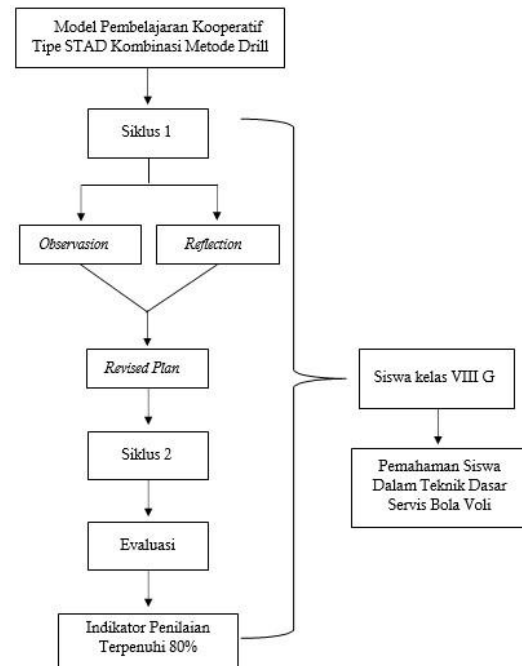 Model Pembelajaran Kooperatif
Tipe STAD Kombinasi Metode Drill
Siklus 1
Observasion
Reflection
Revised Plan
Siklus 2
Evaluasi
Indikator Penilaian
Terpenuhi 80%
Siswa kelas VIII G
Pemahaman Siswa
Dalam Teknik Dasar
Servis Bola Voli